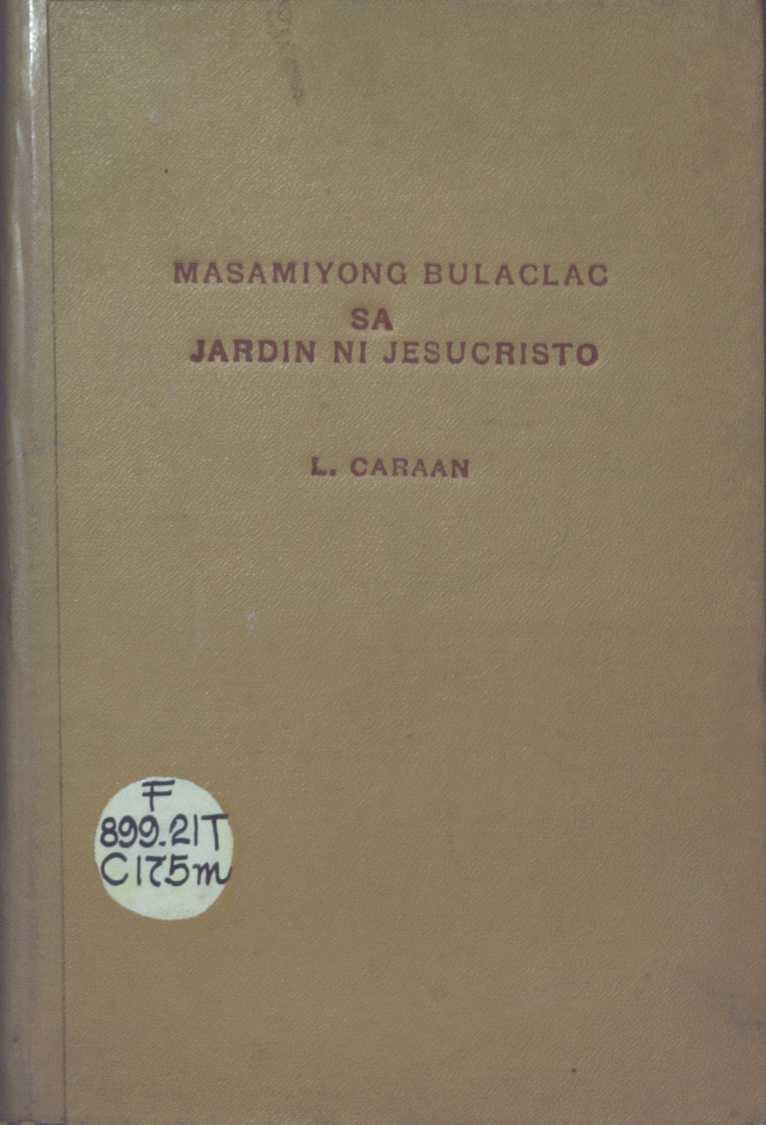 MASAMIYONG BULACLAC
SA
JARDIN NI JESUCRISTO
L. CARAAN
F
899.21T
C175m